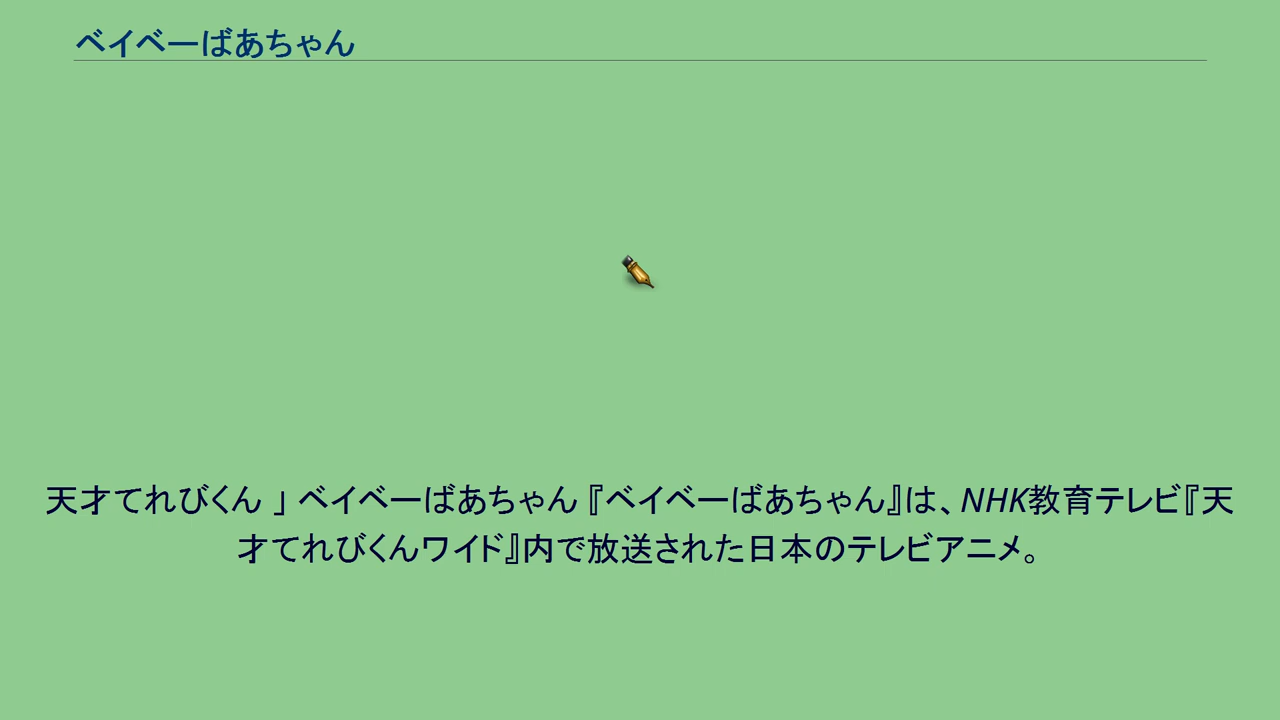 ベイベーばあちゃん
天才てれびくん 」 ベイベーばあちゃん 『ベイベーばあちゃん』は、NHK教育テレビ『天
才てれびくんワイド』内で放送された日本のテレビアニメ。